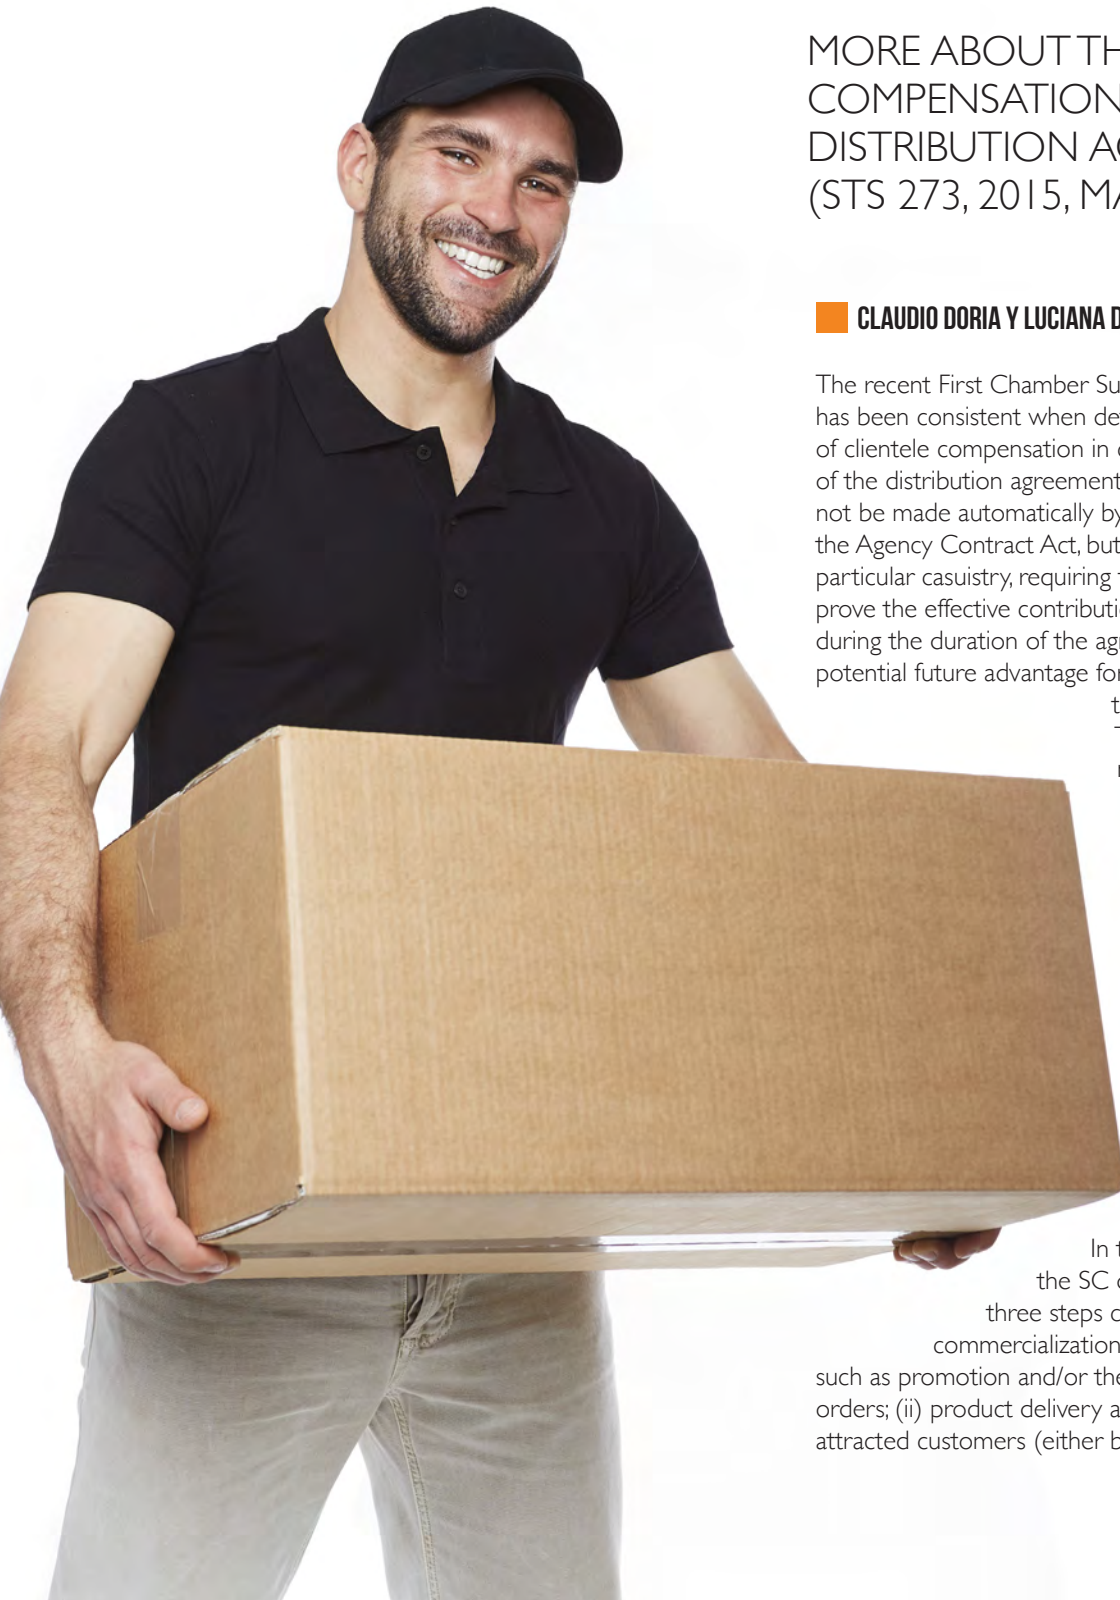 MORE ABOUT TH
COMPENSATION
DISTRIBUTION AG
(STS 273, 2015, MA
CLAUDIO DORIA Y LUCIANA D
The recent First Chamber Su
has been consistent when de
of clientele compensation in
of the distribution agreement
not be made automatically by
the Agency Contract Act, but
particular casuistry, requiring
prove the effective contributi
during the duration of the ag
potential future advantage for
In
the SC
three steps
commercialization
such as promotion and/or the
orders; (ii) product delivery a
attracted customers (either b